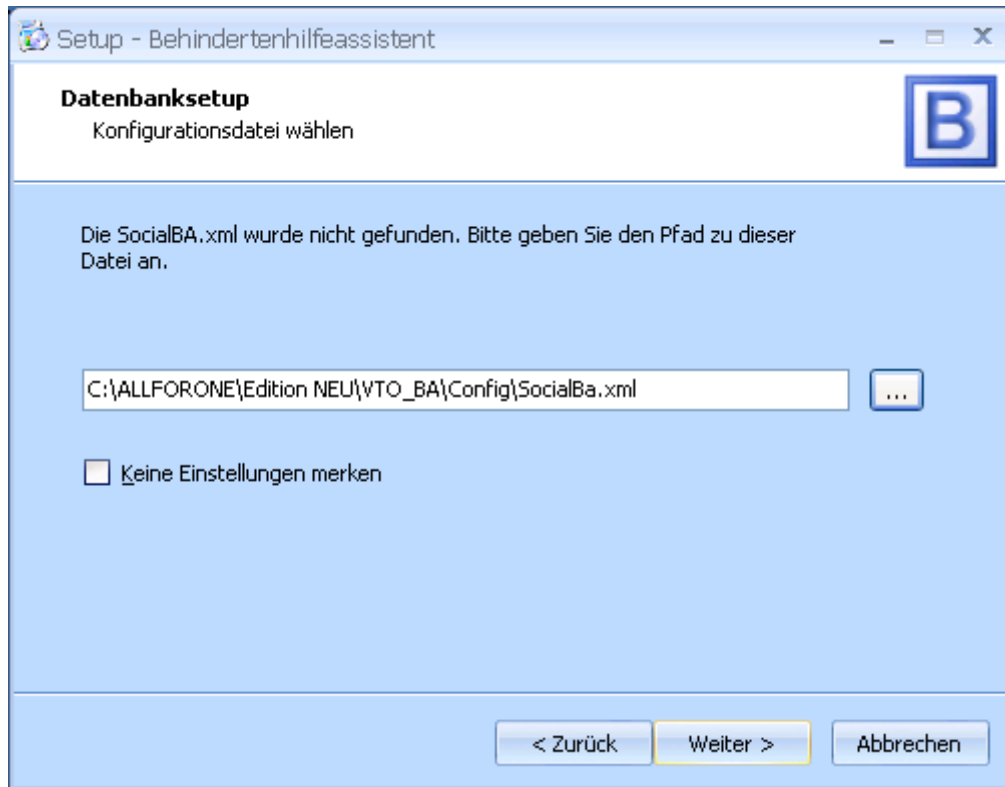 Setup - Behindertenhilfeassistent
Datenbanksetup
Konfigurationsdatei wählen
B
Die SocialBA.xml wurde nicht gefunden. Bitte geben Sie den Pfad zu dieser
Datei an.
C:\ALLFORONE\Edition NEU\VTO_BA\Config\SocialBa.xml
...
Keine Einstellungen merken
< Zurück
Weiter >
Abbrechen